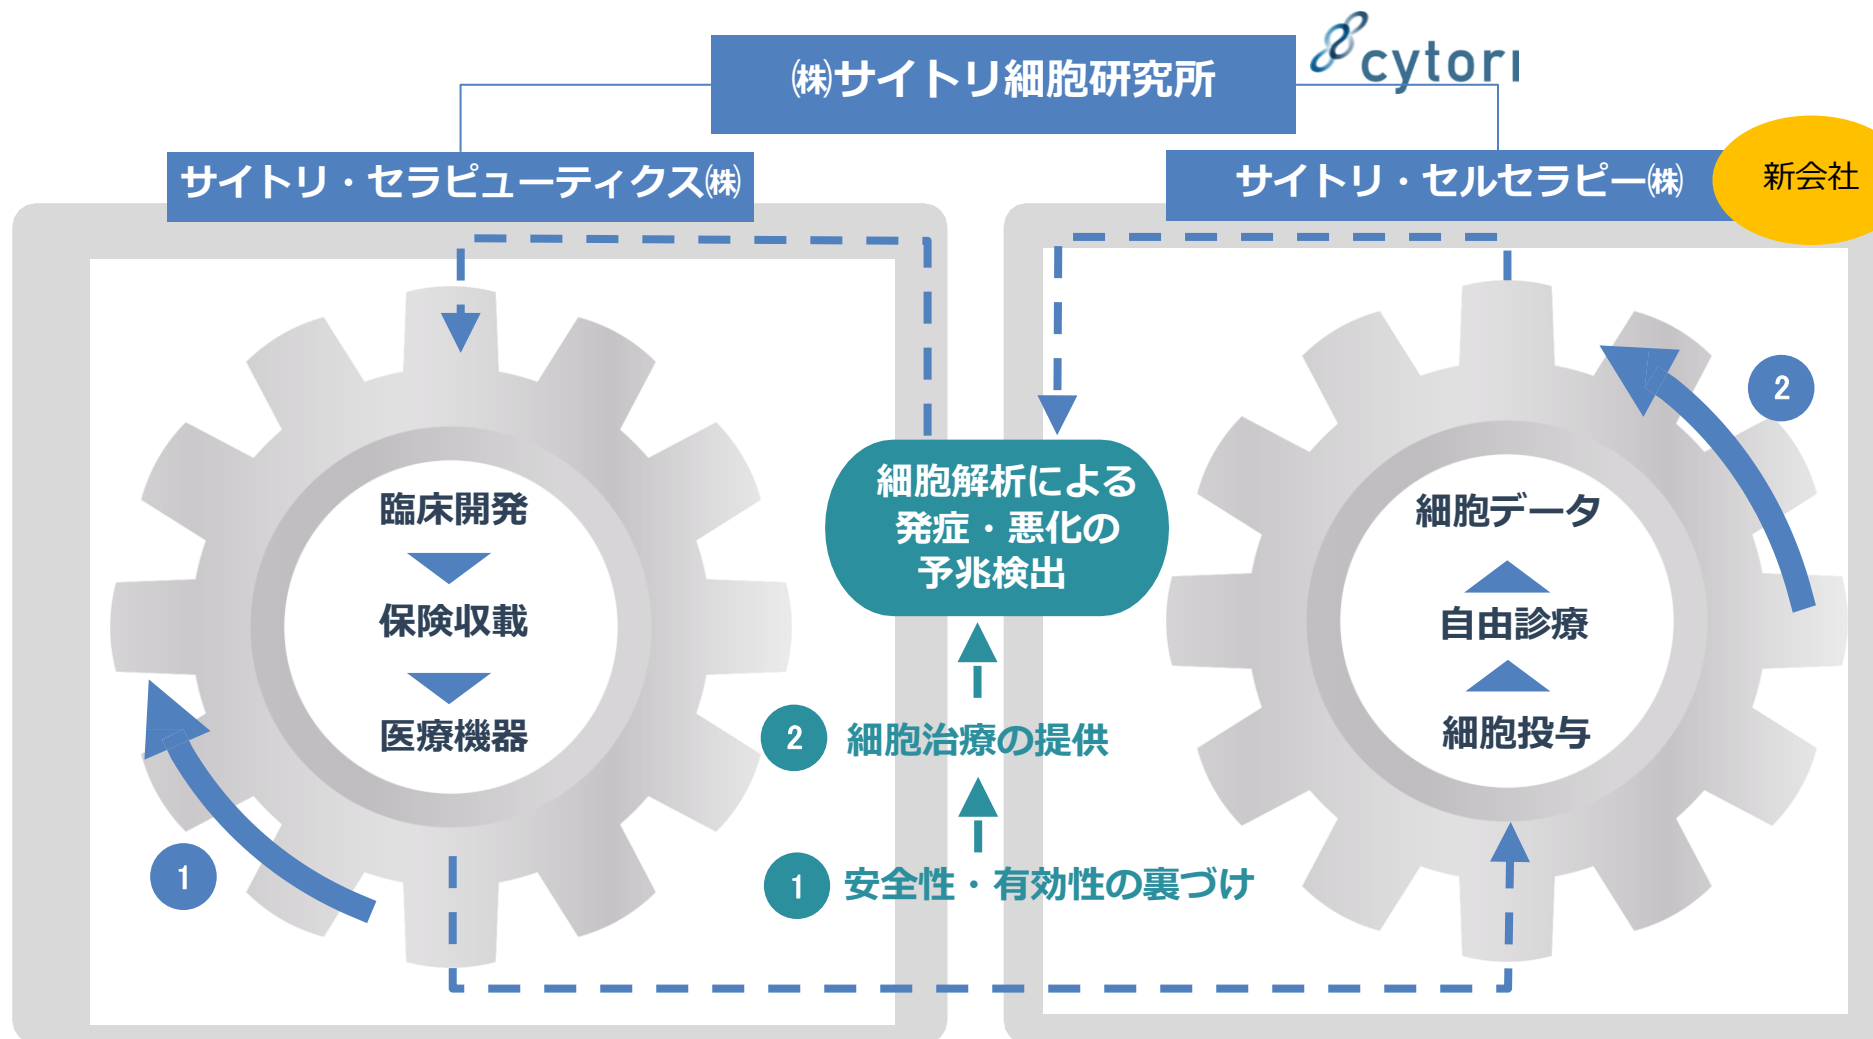 ㈱サイトリ細胞研究所
cytori
サイトリ・セラピューティクス㈱
サイトリ・セルセラピー㈱
新会社
臨床開発
保険収載
医療機器
1
細胞解析による
発症・悪化の
予兆検出
2 細胞治療の提供
1 安全性・有効性の裏づけ
2
細胞データ
自由診療
細胞投与